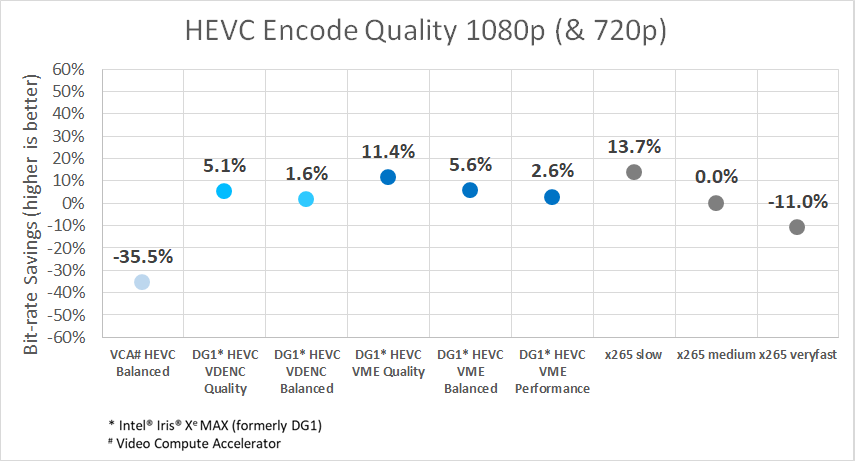 HEVC Encode Quality 1080p (& 720p)
Bit-rate Savings (higher is better)
60%
50%
40%
30%
20%
10%
0%
-10%
-20%
-30%
-40%
-50%
-60%
-35.5%
5.1%
1.6%
11.4%
5.6%
2.6%
13.7%
0.0%
-11.0%
VCA# HEVC
Balanced
DG1* HEVC
VDENC
Quality
DG1* HEVC
VDENC
Balanced
DG1* HEVC
VME Quality
DG1* HEVC
VME
Balanced
DG1* HEVC
VME
Performance
x265 slow
x265 medium
x265 veryfast
* Intel® Iris® Xᵉ MAX (formerly DG1)
# Video Compute Accelerator